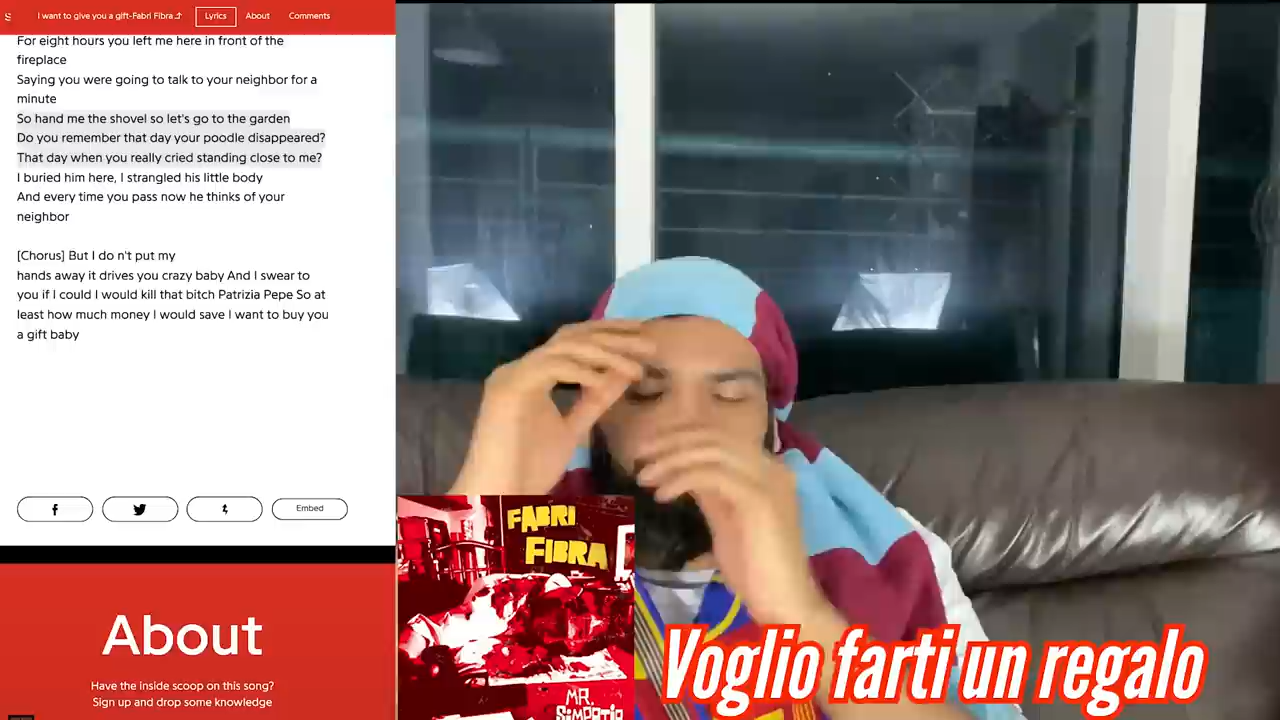 I want to give you a gift-Fabri Fibra
Lyrics
About
Comments
For eight hours you left me here in front of the
fireplace
Saying you were going to talk to your neighbor for a
minute
So hand me the shovel so let's go to the garden
Do you remember that day your poodle disappeared?
That day when you really cried standing close to me?
I buried him here, I strangled his little body
And every time you pass now he thinks of your
neighbor
[Chorus] But I do n't put my
hands away it drives you crazy baby And I swear to
you if I could I would kill that bitch Patrizia Pepe So at
least how much money I would save I want to buy you
a gift baby
Embed
About
Have the inside scoop on this song?
Sign up and drop some knowledge
FABRI
FIBRA
MR.
SIMPATIA
Voglio farti un regalo